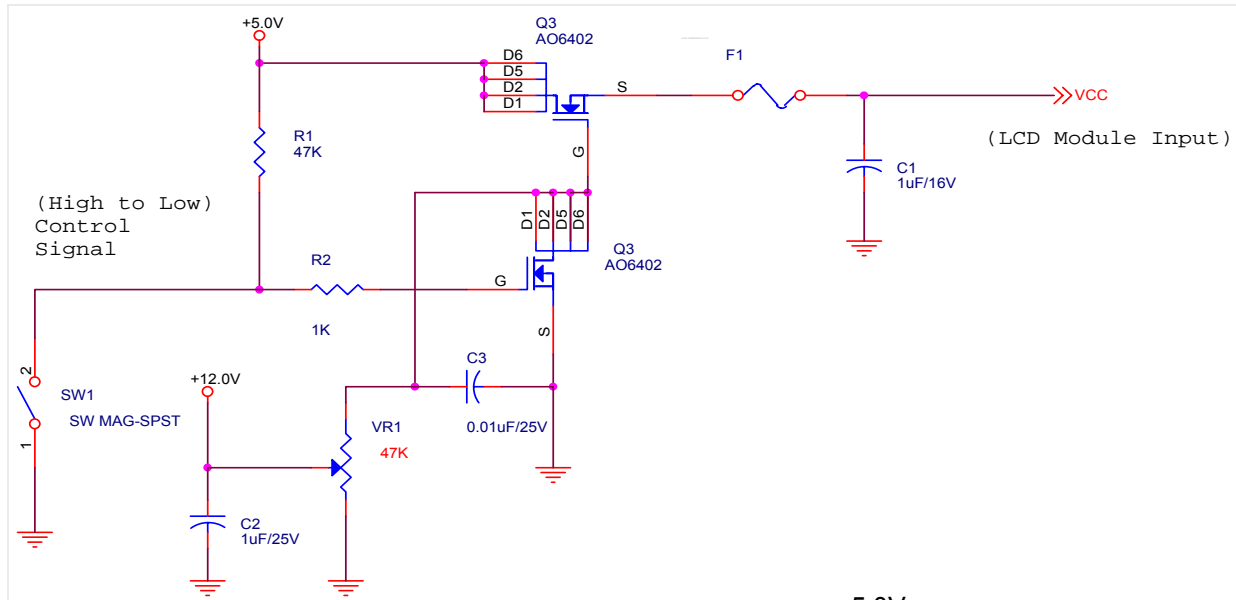 +5.0V
Q3
AO6402
F1
D6
D5
D2
D1
S
VCC
(LCD Module Input)
R1
47K
G
C1
1uF/16V
(High to Low)
Control
Signal
D1
D2
D5
D6
Q3
AO6402
R2
G
1K
S
C3
2
+12.0V
SW1
SW MAG-SPST
VR1
0.01uF/25V
1
47K
C2
1uF/25V